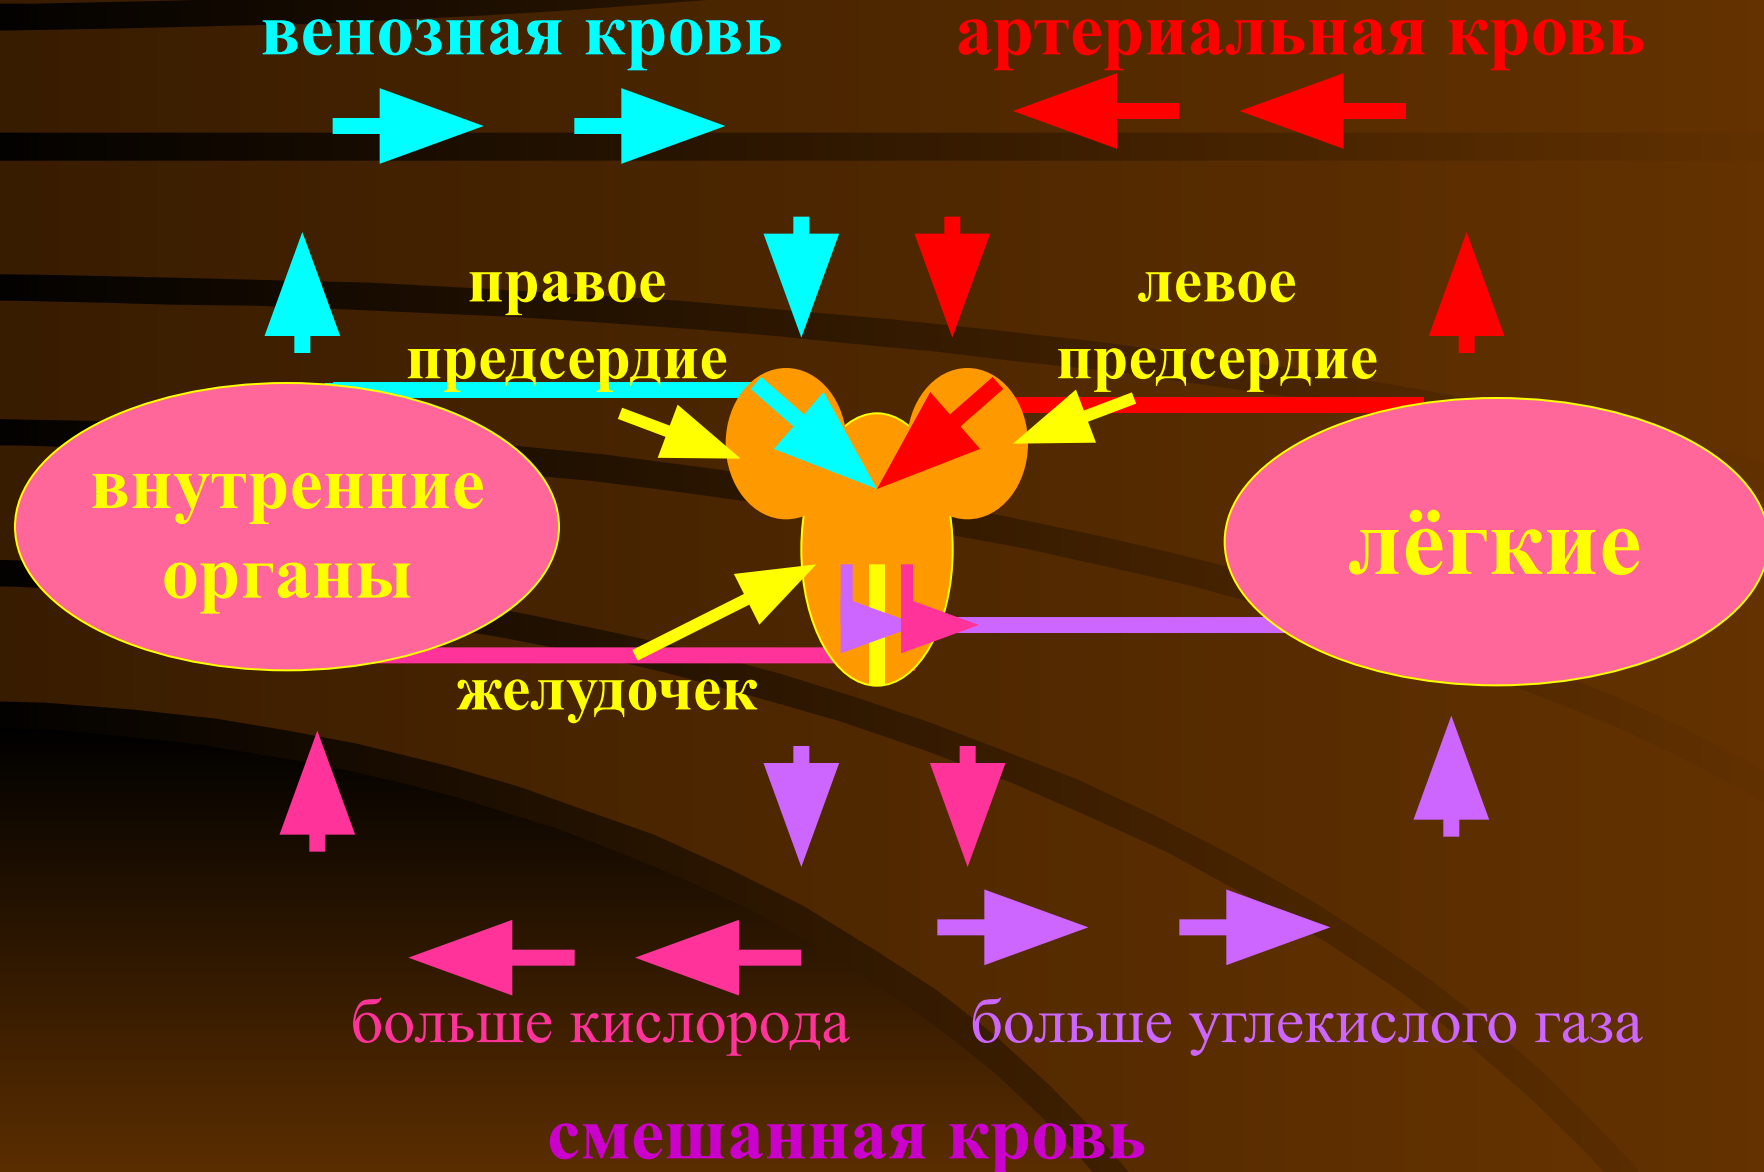 венозная кровь
артериальная кровь
правое
предсердие
левое
предсердие
внутренние
органы
лёгкие
желудочек
больше кислорода
больше углекислого газа
смешанная кровь